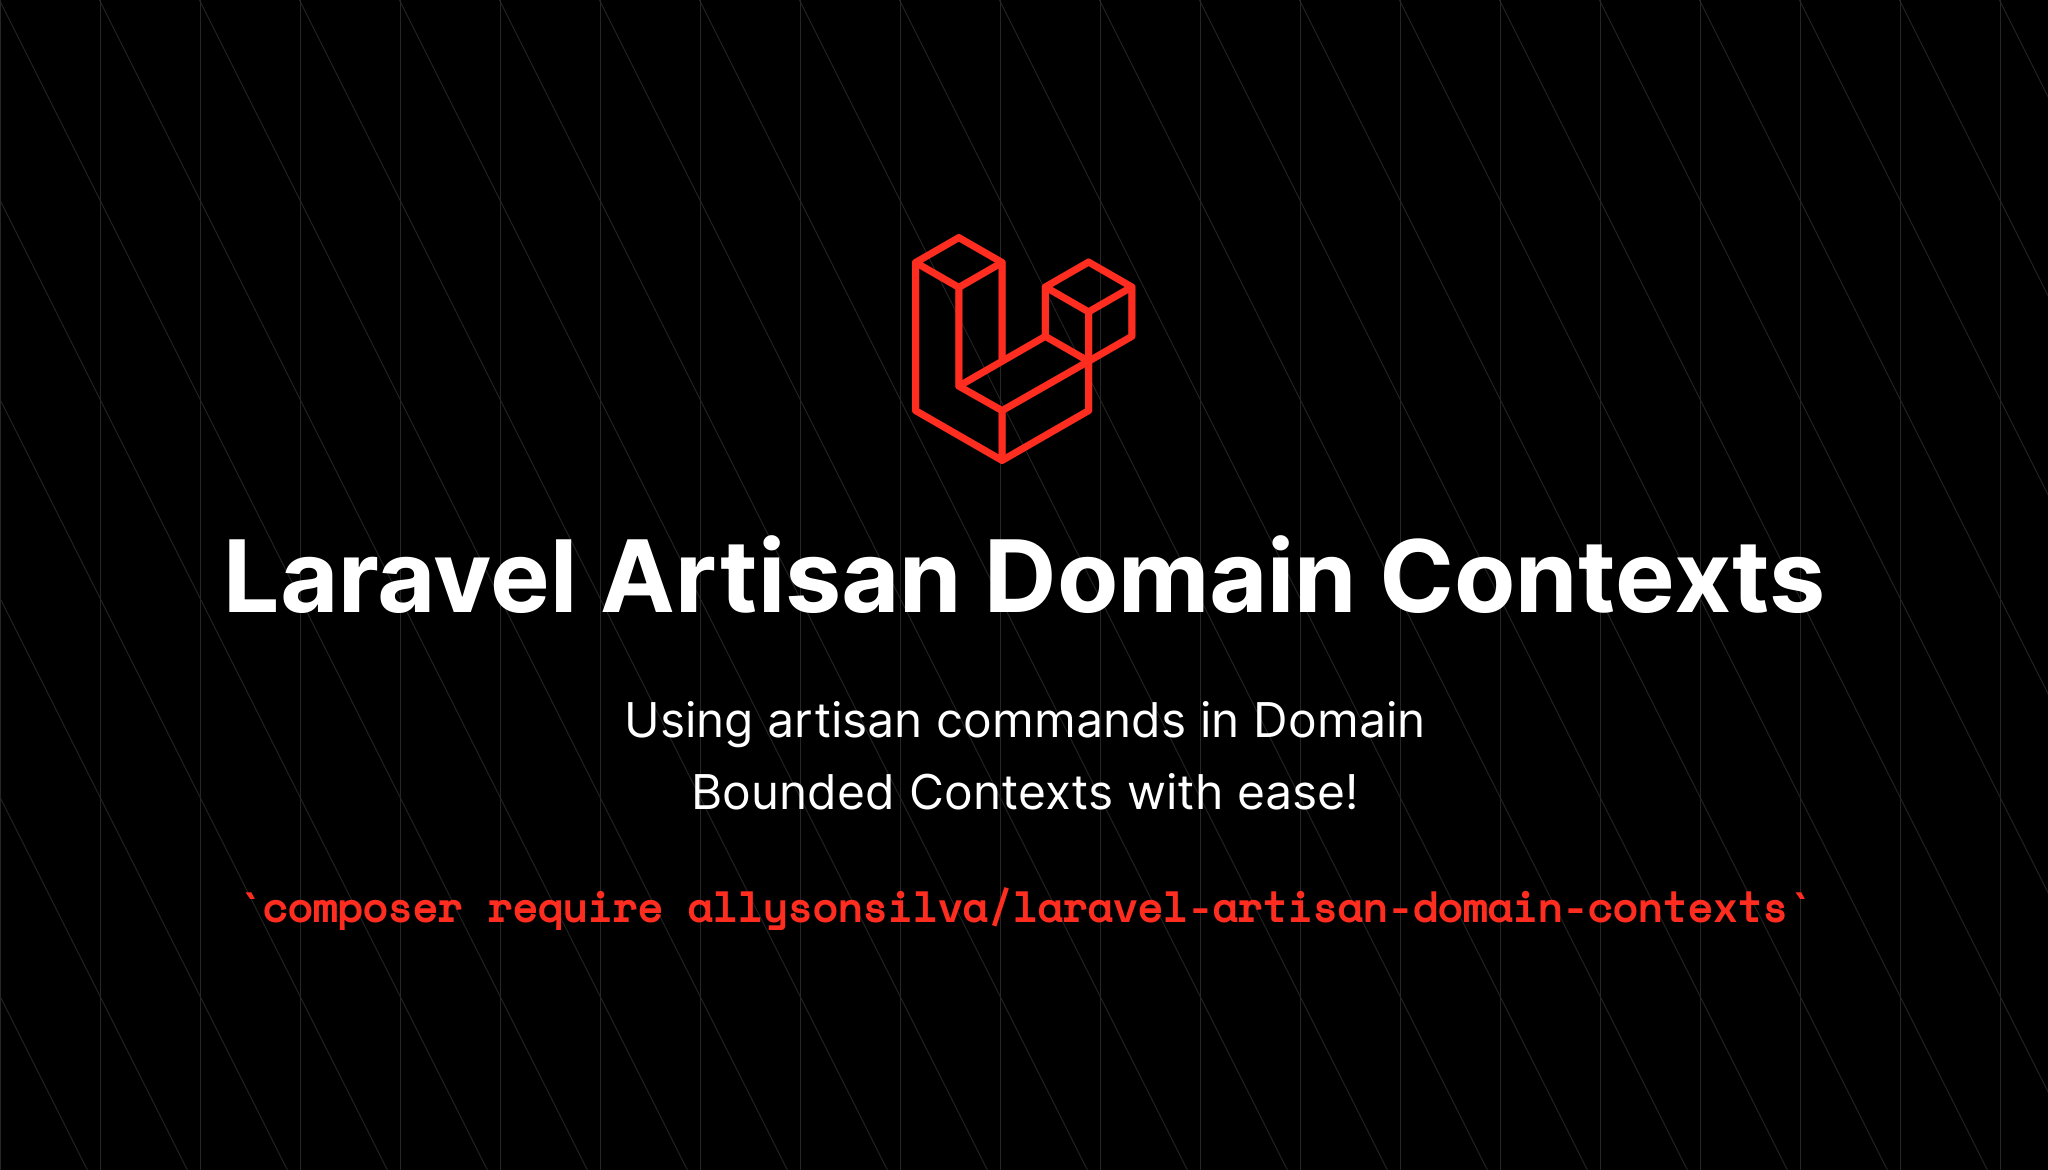 Laravel Artisan Domain Contexts
Using artisan commands in Domain
Bounded Contexts with ease!
`composer require allysonsilva/laravel-artisan-domain-contexts`